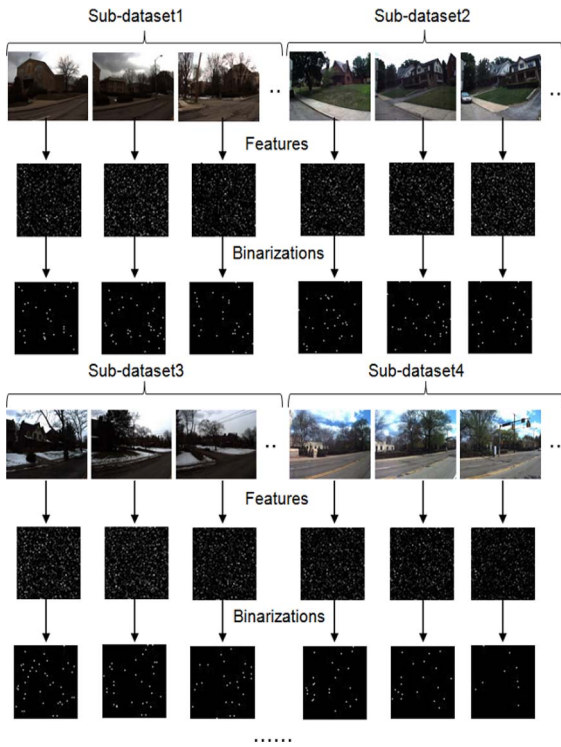 Sub-dataset1
Sub-dataset2
..
...
Features
Binarizations
Sub-dataset3
Sub-dataset4
..
...
Features
Binarizations
......